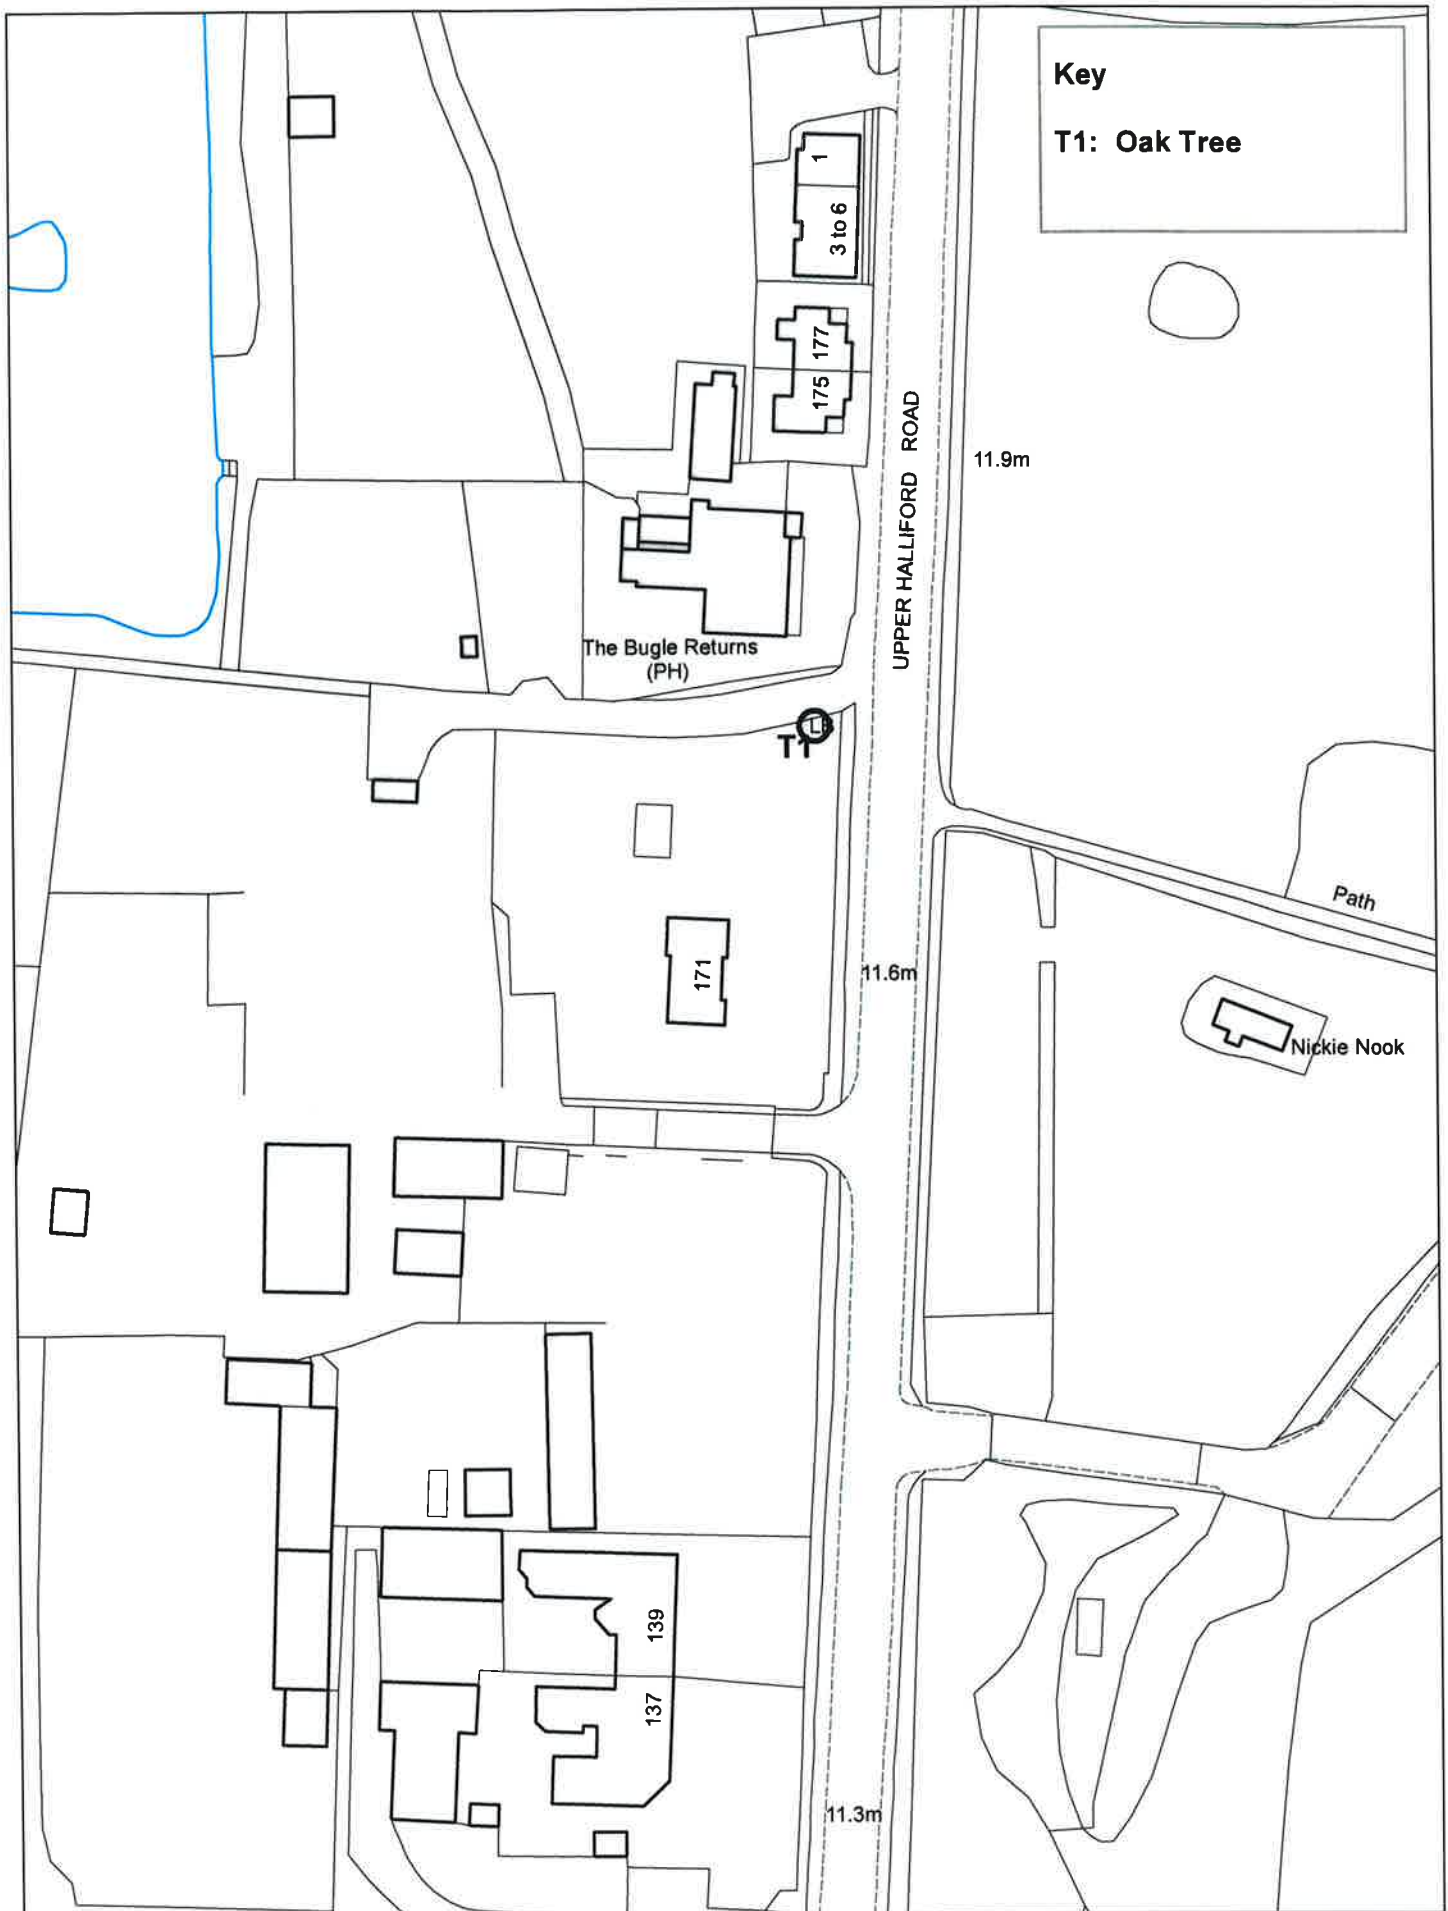 Key
T1: Oak Tree
1
3 to 6
177
175
UPPER HALLIFORD ROAD
11.9m
The Bugle Returns
(PH)
T1
Path
171
11.6m
Nickie Nook
139
137
11.3m